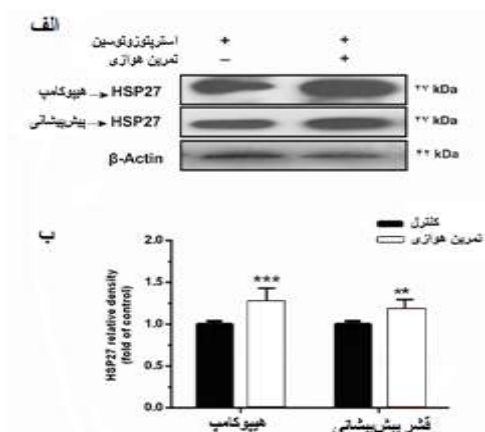 الف
استرپتوزوتوسین + +
تمرین هوازی – +
هیپوکامپ → HSP27 ۲۷ kDa
پیش‌پیشانی → HSP27 ۲۷ kDa
β-Actin ۴۲ kDa
ب
کنترل
تمرین هوازی
HSP27 relative density
(fold of control)
2.0
1.5
1.0
0.5
0.0
***
**
هیپوکامپ
قشر پیش‌پیشانی